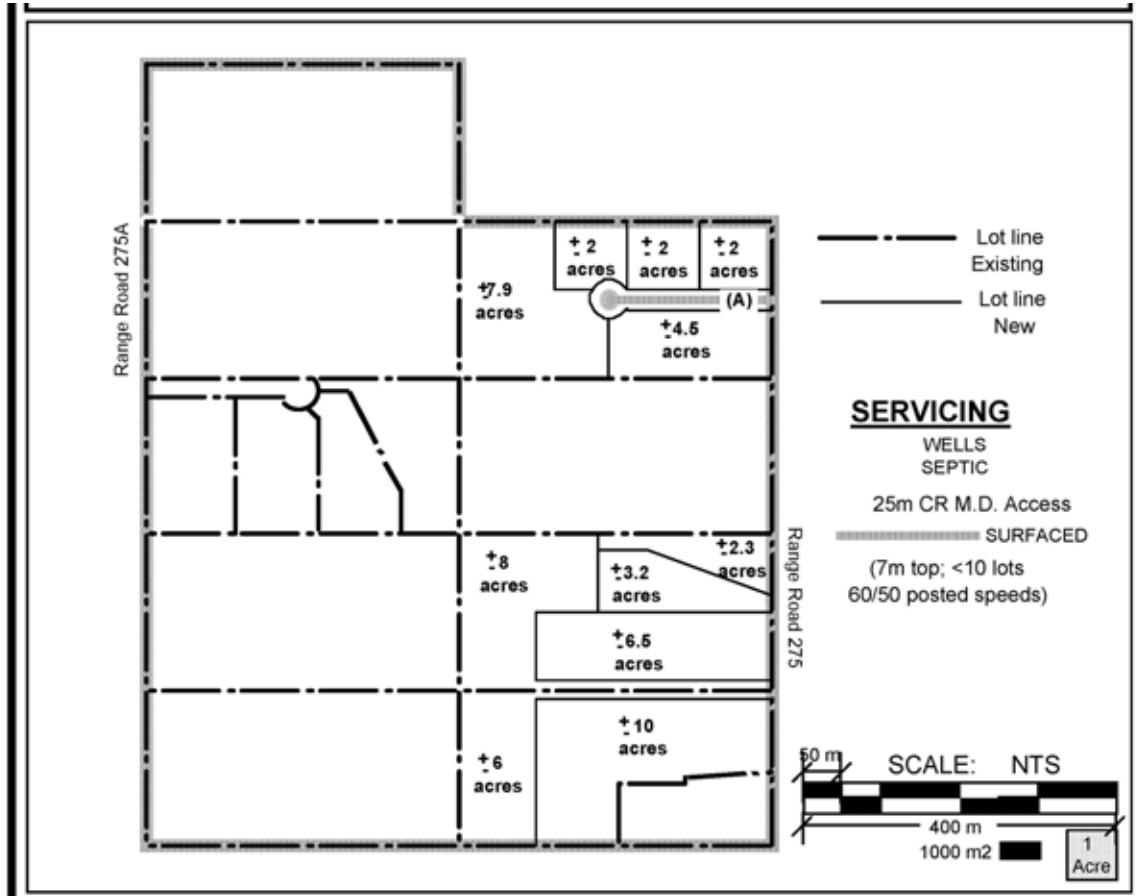 Range Road 275A
± 2
acres
± 2
acres
± 2
acres
±7.9
acres
(A)
±4.5
acres
±8
acres
±3.2
acres
±2.3
acres
±6.5
acres
±10
acres
±6
acres
Range Road 275
Lot line
Existing
Lot line
New
SERVICING
WELLS
SEPTIC
25m CR M.D. Access
SURFACED
(7m top; <10 lots
60/50 posted speeds)
50 m
SCALE: NTS
400 m
1000 m2
1
Acre